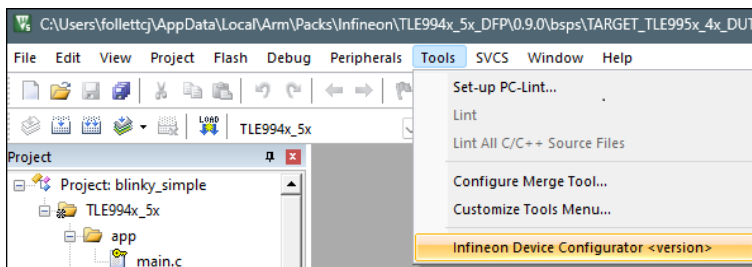 C:\Users\follettcj\AppData\Local\Arm\Packs\Infineon\TLE994x_5x_DFP\0.9.0\bsps\TARGET_TLE995x_4x_DUT
File Edit View Project Flash Debug Peripherals Tools SVCS Window Help
Set-up PC-Lint...
Lint
LOAD TLE994x_5x
Lint All C/C++ Source Files
Project
Project: blinky_simple
Configure Merge Tool...
TLE994x_5x
Customize Tools Menu...
app
Infineon Device Configurator <version>
main.c